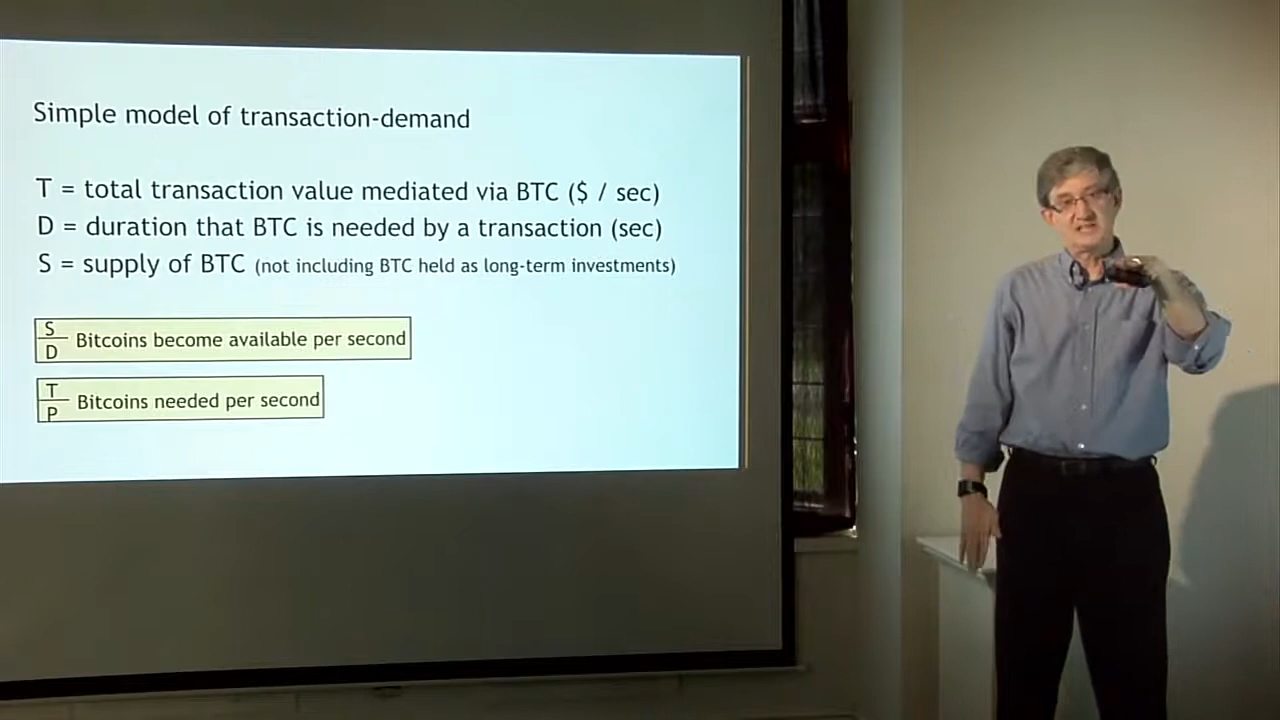 Simple model of transaction-demand
T = total transaction value mediated via BTC ($ / sec)
D = duration that BTC is needed by a transaction (sec)
S = supply of BTC (not including BTC held as long-term investments)
S/D Bitcoins become available per second
T/P Bitcoins needed per second